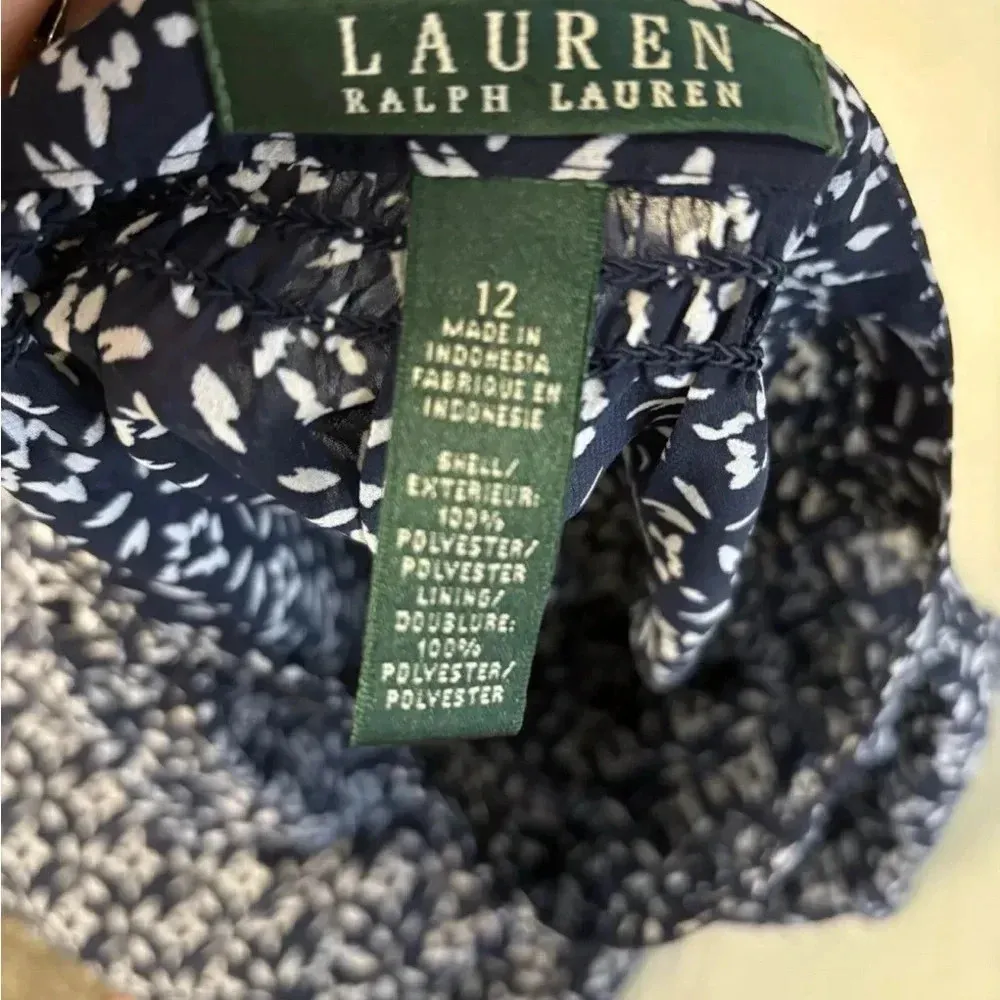 LAUREN
RALPH LAUREN
12
MADE IN
INDONESIA
FABRIQUE EN
INDONESIE
SHELL/
EXTERIEUR:
100%
POLYESTER/
POLYESTER
LINING/
DOUBLURE:
100%
POLYESTER/
POLYESTER